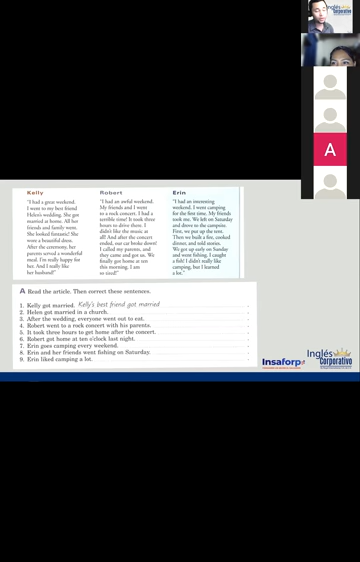 Inglés
Corporativo
A
Kelly
"I had a great weekend.
I went to my best friend
Helen's wedding. She got
married at home. All her
friends and family went.
She looked fantastic! She
wore a beautiful dress.
After the ceremony, her
parents served a wonderful
meal. I'm really happy for
her. And I really like
her husband!"
Robert
"I had an awful weekend.
My friends and I went
to a rock concert. I had a
terrible time! It took three
hours to drive there. I
didn't like the music at
all! And after the concert
ended, our car broke down!
I called my parents, and
they came and got us. We
finally got home at ten
this morning. I am
so tired!"
Erin
"I had an interesting
weekend. I went camping
for the first time. My friends
took me. We left on Saturday
and drove to the campsite.
First, we put up the tent.
Then we built a fire, cooked
dinner, and told stories.
We got up early on Sunday
and went fishing. I caught
a fish! I didn't really like
camping, but I learned
a lot."
A Read the article. Then correct these sentences.
1. Kelly got married. Kelly's best friend got married
2. Helen got married in a church.
3. After the wedding, everyone went out to eat.
4. Robert went to a rock concert with his parents.
5. It took three hours to get home after the concert.
6. Robert got home at ten o'clock last night.
7. Erin goes camping every weekend.
8. Erin and her friends went fishing on Saturday.
9. Erin liked camping a lot.
Insaforp
Inglés
Corporativo